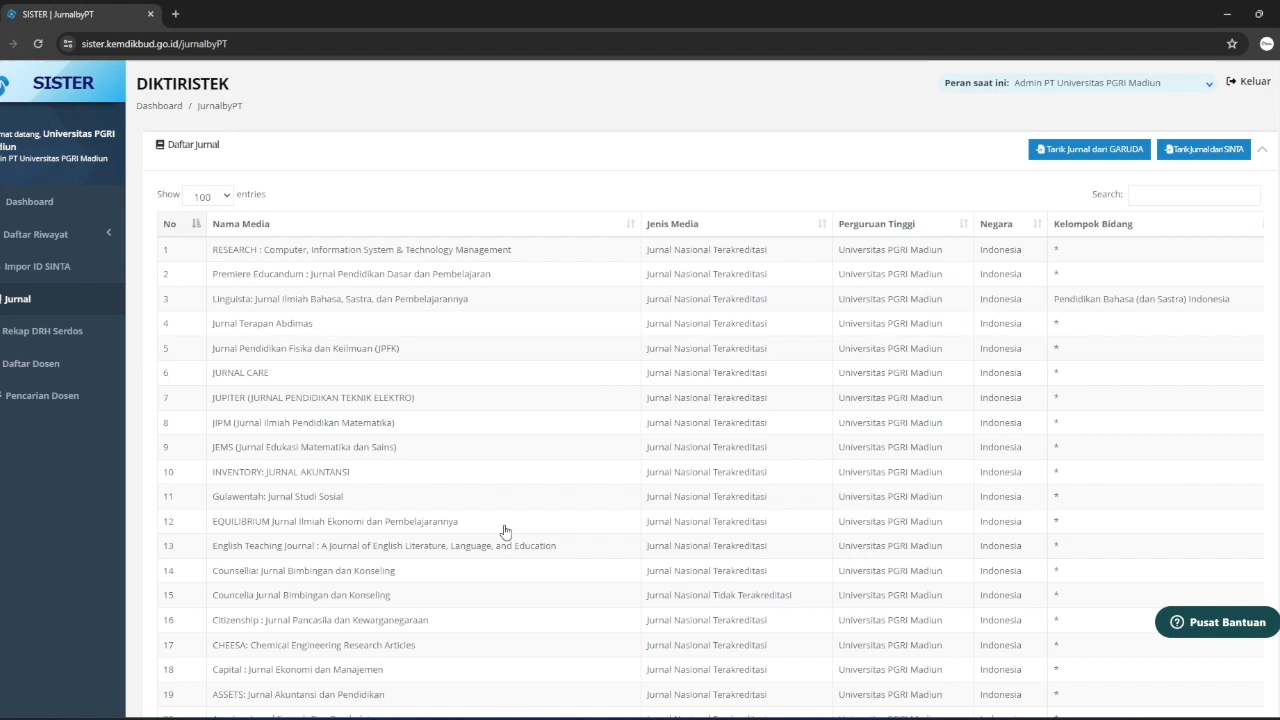 SISTER | JurnalbyPT
sister.kemdikbud.go.id/jurnalbyPT
SISTER
DIKTIRISTEK
Peran saat ini: Admin PT Universitas PGRI Madiun
Keluar
Dashboard / JurnalbyPT
mat datang, Universitas PGRI
diun
in PT Universitas PGRI Madiun
Dashboard
Daftar Riwayat
Impor ID SINTA
Jurnal
Rekap DRH Serdos
Daftar Dosen
Pencarian Dosen
Daftar Jurnal
Tarik Jurnal dari GARUDA
Tarik Jurnal dari SINTA
Show 100 entries
Search:
No Nama Media Jenis Media Perguruan Tinggi Negara Kelompok Bidang
1 RESEARCH : Computer, Information System & Technology Management Jurnal Nasional Terakreditasi Universitas PGRI Madiun Indonesia *
2 Premiere Educandum : Jurnal Pendidikan Dasar dan Pembelajaran Jurnal Nasional Terakreditasi Universitas PGRI Madiun Indonesia *
3 Linguista: Jurnal Ilmiah Bahasa, Sastra, dan Pembelajarannya Jurnal Nasional Terakreditasi Universitas PGRI Madiun Indonesia Pendidikan Bahasa (dan Sastra) Indonesia
4 Jurnal Terapan Abdimas Jurnal Nasional Terakreditasi Universitas PGRI Madiun Indonesia *
5 Jurnal Pendidikan Fisika dan Keilmuan (JPFK) Jurnal Nasional Terakreditasi Universitas PGRI Madiun Indonesia *
6 JURNAL CARE Jurnal Nasional Terakreditasi Universitas PGRI Madiun Indonesia *
7 JUPITER (JURNAL PENDIDIKAN TEKNIK ELEKTRO) Jurnal Nasional Terakreditasi Universitas PGRI Madiun Indonesia *
8 JIPM (Jurnal Ilmiah Pendidikan Matematika) Jurnal Nasional Terakreditasi Universitas PGRI Madiun Indonesia *
9 JEMS (Jurnal Edukasi Matematika dan Sains) Jurnal Nasional Terakreditasi Universitas PGRI Madiun Indonesia *
10 INVENTORY: JURNAL AKUNTANSI Jurnal Nasional Terakreditasi Universitas PGRI Madiun Indonesia *
11 Gulawentah: Jurnal Studi Sosial Jurnal Nasional Terakreditasi Universitas PGRI Madiun Indonesia *
12 EQUILIBRIUM Jurnal Ilmiah Ekonomi dan Pembelajarannya Jurnal Nasional Terakreditasi Universitas PGRI Madiun Indonesia *
13 English Teaching Journal : A Journal of English Literature, Language, and Education Jurnal Nasional Terakreditasi Universitas PGRI Madiun Indonesia *
14 Counsellia: Jurnal Bimbingan dan Konseling Jurnal Nasional Terakreditasi Universitas PGRI Madiun Indonesia *
15 Councelia Jurnal Bimbingan dan Konseling Jurnal Nasional Tidak Terakreditasi Universitas PGRI Madiun Indonesia *
16 Citizenship : Jurnal Pancasila dan Kewarganegaraan Jurnal Nasional Terakreditasi Universitas PGRI Madiun Indonesia *
17 CHEESA: Chemical Engineering Research Articles Jurnal Nasional Terakreditasi Universitas PGRI Madiun Indonesia *
18 Capital : Jurnal Ekonomi dan Manajemen Jurnal Nasional Terakreditasi Universitas PGRI Madiun Indonesia *
19 ASSETS: Jurnal Akuntansi dan Pendidikan Jurnal Nasional Terakreditasi Universitas PGRI Madiun Indonesia *
Pusat Bantuan